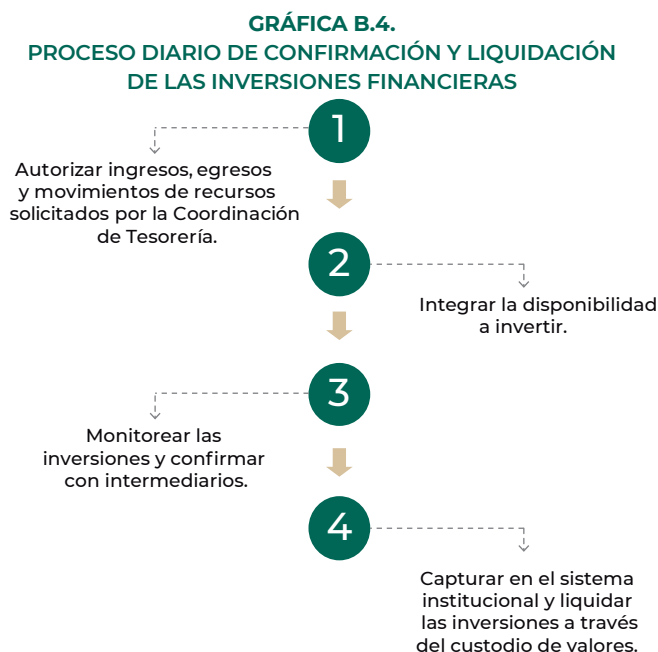 GRÁFICA B.4.
PROCESO DIARIO DE CONFIRMACIÓN Y LIQUIDACIÓN
DE LAS INVERSIONES FINANCIERAS
1
Autorizar ingresos, egresos
y movimientos de recursos
solicitados por la Coordinación
de Tesorería.
2
Integrar la disponibilidad
a invertir.
3
Monitorear las
inversiones y confirmar
con intermediarios.
4
Capturar en el sistema
institucional y liquidar
las inversiones a través
del custodio de valores.